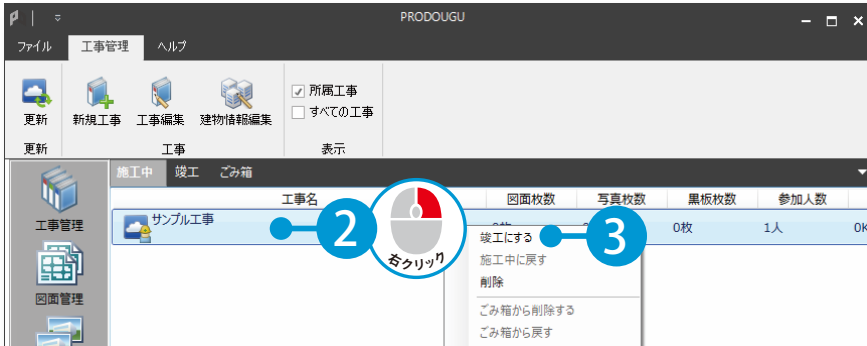 PRODOUGU
ファイル 工事管理 ヘルプ
更新 新規工事 工事編集 建物情報編集
所属工事
すべての工事
更新 工事 表示
施工中 竣工 ごみ箱
工事名 図面枚数 写真枚数 黒板枚数 参加人数
工事管理
サンプル工事 0枚 1人 0K
2
右クリック
3
竣工にする
施工中に戻す
削除
ごみ箱から削除する
ごみ箱から戻す
図面管理